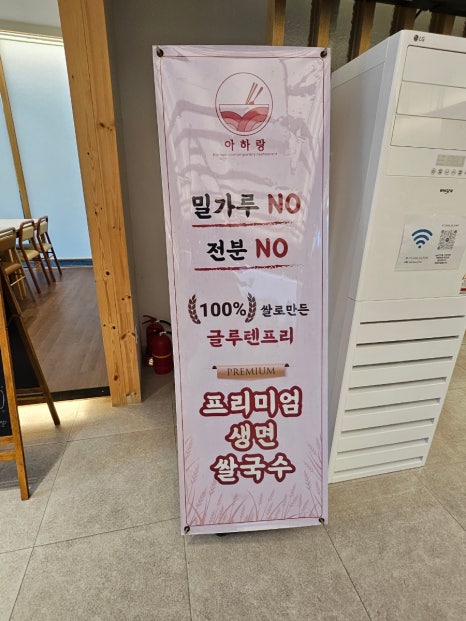 아하랑
밀가루 NO
전분 NO
100% 쌀로만든
글루텐프리
PREMIUM
프리미엄
생면
쌀국수
LG